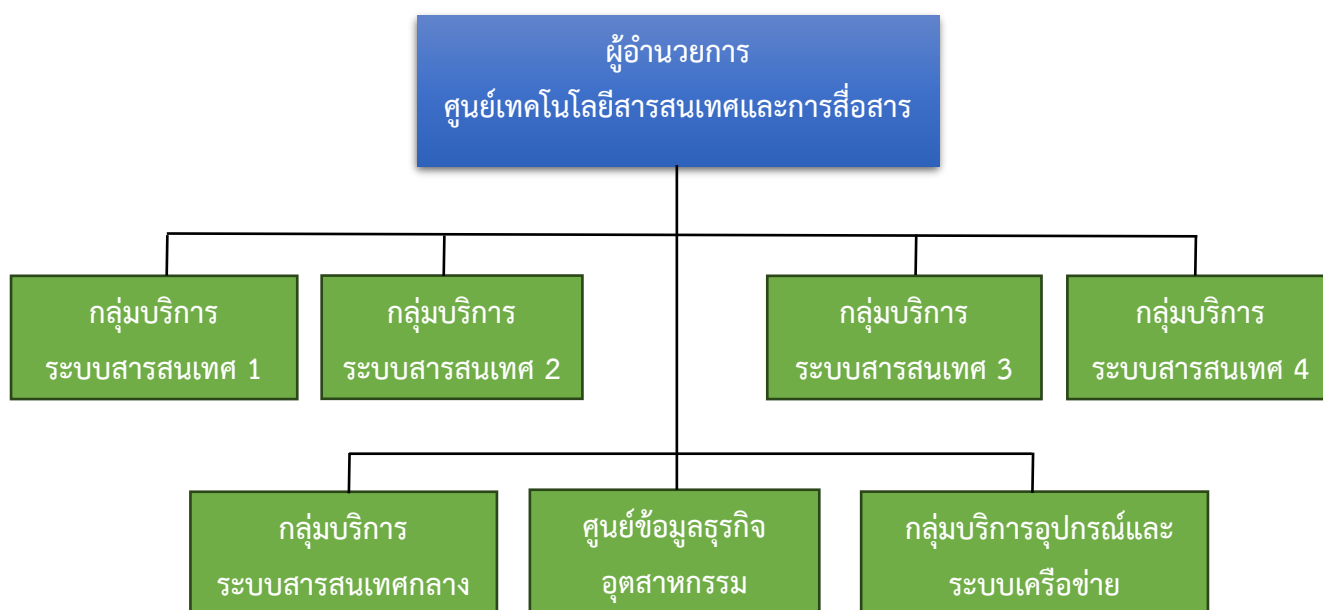 ผู้อำนวยการ
ศูนย์เทคโนโลยีสารสนเทศและการสื่อสาร
กลุ่มบริการ
ระบบสารสนเทศ 1
กลุ่มบริการ
ระบบสารสนเทศ 2
กลุ่มบริการ
ระบบสารสนเทศ 3
กลุ่มบริการ
ระบบสารสนเทศ 4
กลุ่มบริการ
ระบบสารสนเทศกลาง
ศูนย์ข้อมูลธุรกิจ
อุตสาหกรรม
กลุ่มบริการอุปกรณ์และ
ระบบเครือข่าย